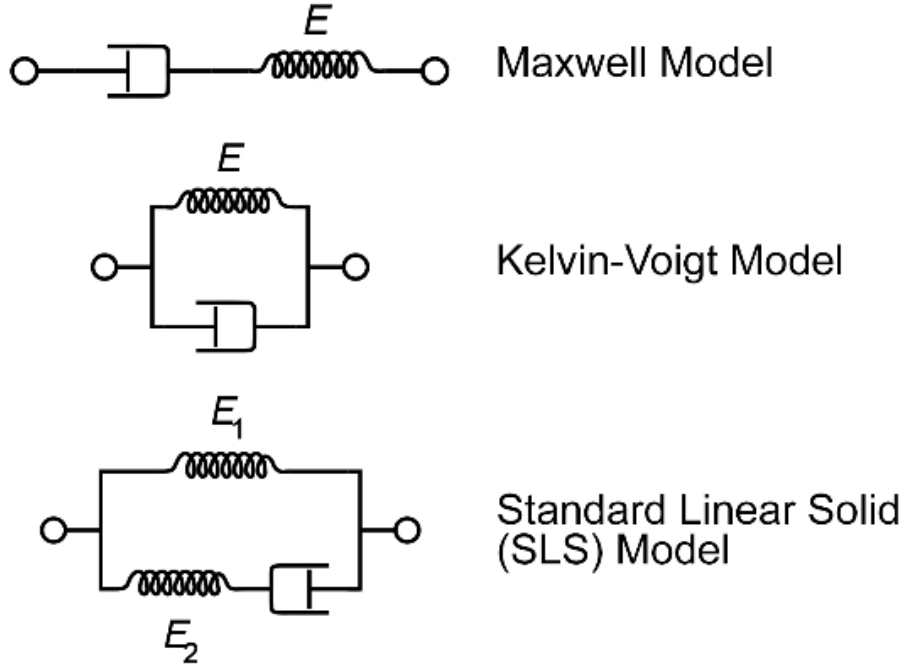 E
Maxwell Model
E
Kelvin-Voigt Model
E1
Standard Linear Solid
(SLS) Model
E2